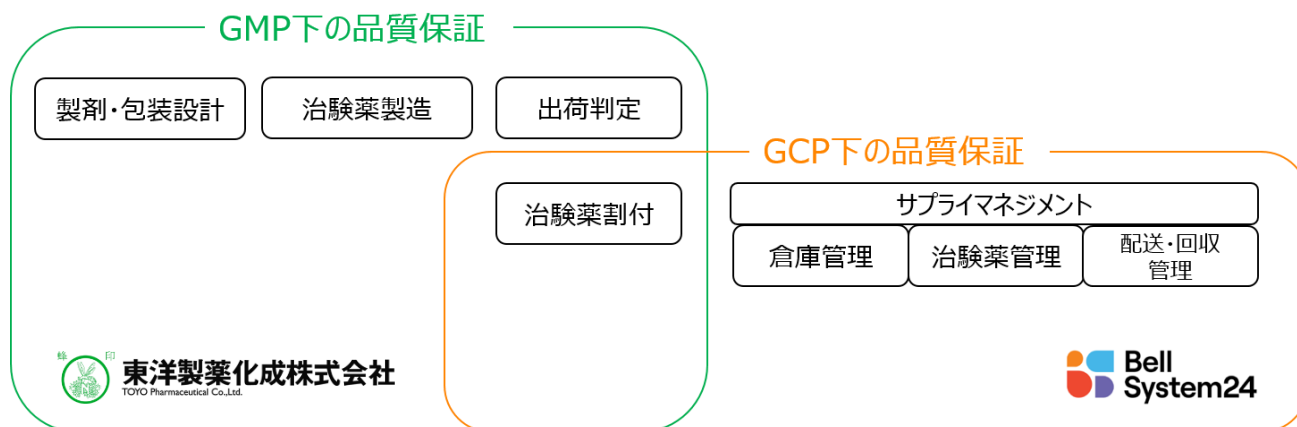 GMP下の品質保証
製剤・包装設計
治験薬製造
出荷判定
GCP下の品質保証
治験薬割付
サプライマネジメント
倉庫管理
治験薬管理
配送・回収
管理
蜂 印
東洋製薬化成株式会社
TOYO Pharmaceutical Co.,Ltd.
Bell
System24